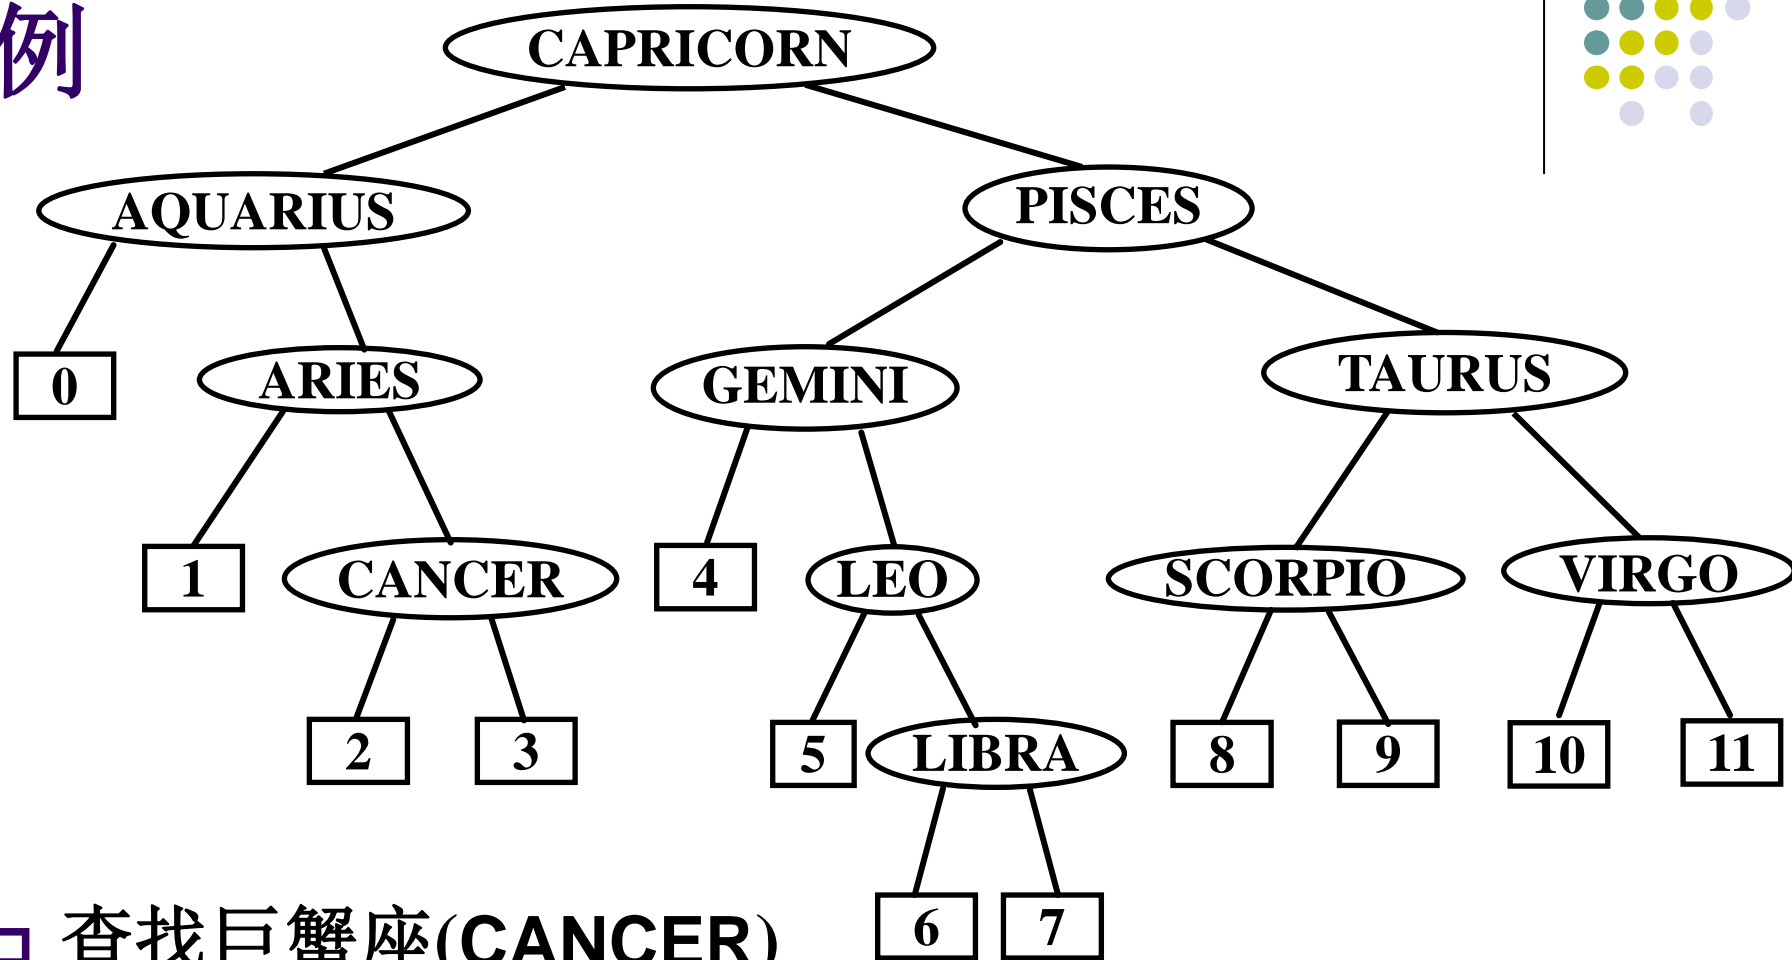 例
CAPRICORN
AQUARIUS
PISCES
0
ARIES
GEMINI
TAURUS
1
CANCER
4
LEO
SCORPIO
VIRGO
2
3
5
LIBRA
8
9
10
11
6
7
查找巨蟹座(CANCER)